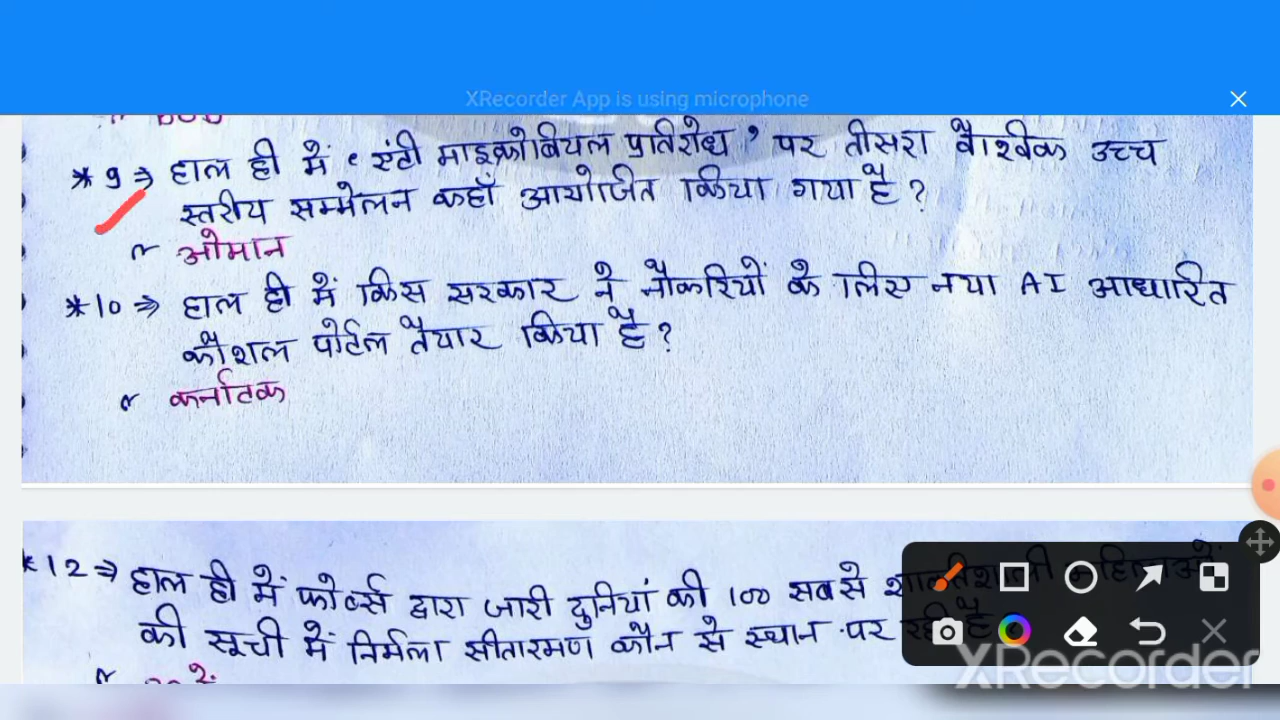 XRecorder App is using microphone
* 9 ⇒ हाल ही में ‘ एंटी माइक्रोबियल प्रतिरोध ’ पर तीसरा वैश्विक उच्च
स्तरीय सम्मेलन कहाँ आयोजित किया गया है ?
ओमान
* 10 ⇒ हाल ही में किस सरकार ने नौकरियों के लिए नया AI आधारित
कौशल पोर्टल तैयार किया है ?
कर्नाटक
* 12 ⇒ हाल ही में फोर्ब्स द्वारा जारी दुनियां की 100 सबसे
की सूची में निर्मला सीतारमण कौन से स्थान पर
XRecorder